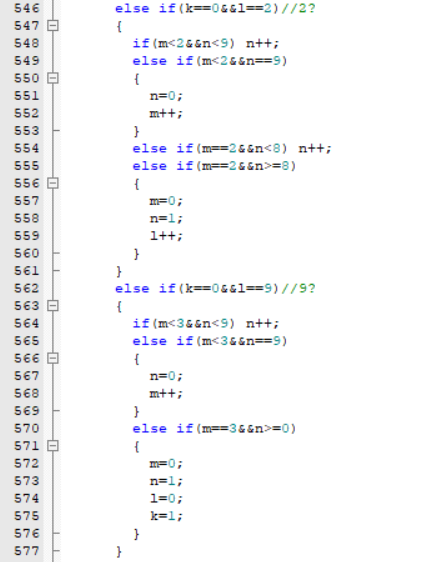 546 else if(k==0&&l==2)//2?
547 {
548 if(m<2&&n<9) n++;
549 else if(m<2&&n==9)
550 {
551 n=0;
552 m++;
553 }
554 else if(m==2&&n<8) n++;
555 else if(m==2&&n>=8)
556 {
557 m=0;
558 n=1;
559 l++;
560 }
561 }
562 else if(k==0&&l==9)//9?
563 {
564 if(m<3&&n<9) n++;
565 else if(m<3&&n==9)
566 {
567 n=0;
568 m++;
569 }
570 else if(m==3&&n>=0)
571 {
572 m=0;
573 n=1;
574 l=0;
575 k=1;
576 }
577 }